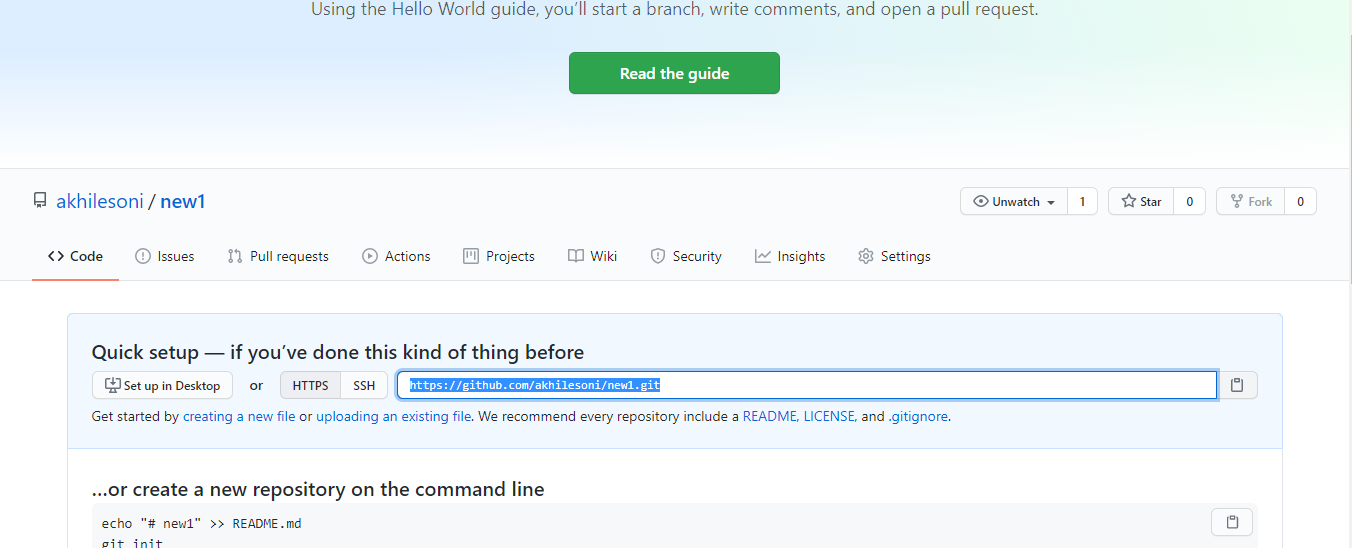 Using the Hello World guide, you’ll start a branch, write comments, and open a pull request.
Read the guide
akhilesoni / new1
Unwatch 1 Star 0 Fork 0
Code Issues Pull requests Actions Projects Wiki Security Insights Settings
Quick setup — if you’ve done this kind of thing before
Set up in Desktop or HTTPS SSH https://github.com/akhilesoni/new1.git
Get started by creating a new file or uploading an existing file. We recommend every repository include a README, LICENSE, and .gitignore.
…or create a new repository on the command line
echo "# new1" >> README.md
git init